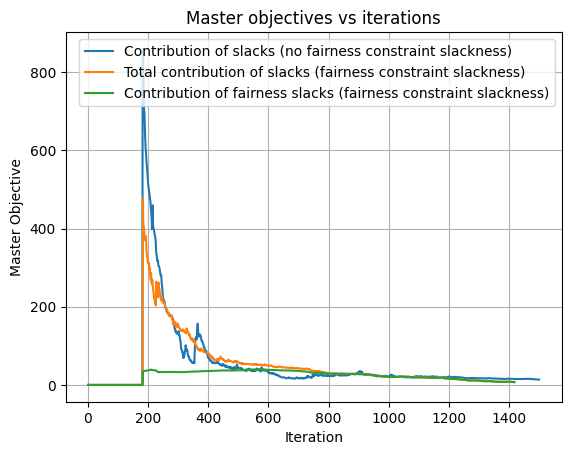 Master objectives vs iterations
Contribution of slacks (no fairness constraint slackness)
Total contribution of slacks (fairness constraint slackness)
Contribution of fairness slacks (fairness constraint slackness)
Master Objective
800
600
400
200
0
0 200 400 600 800 1000 1200 1400
Iteration